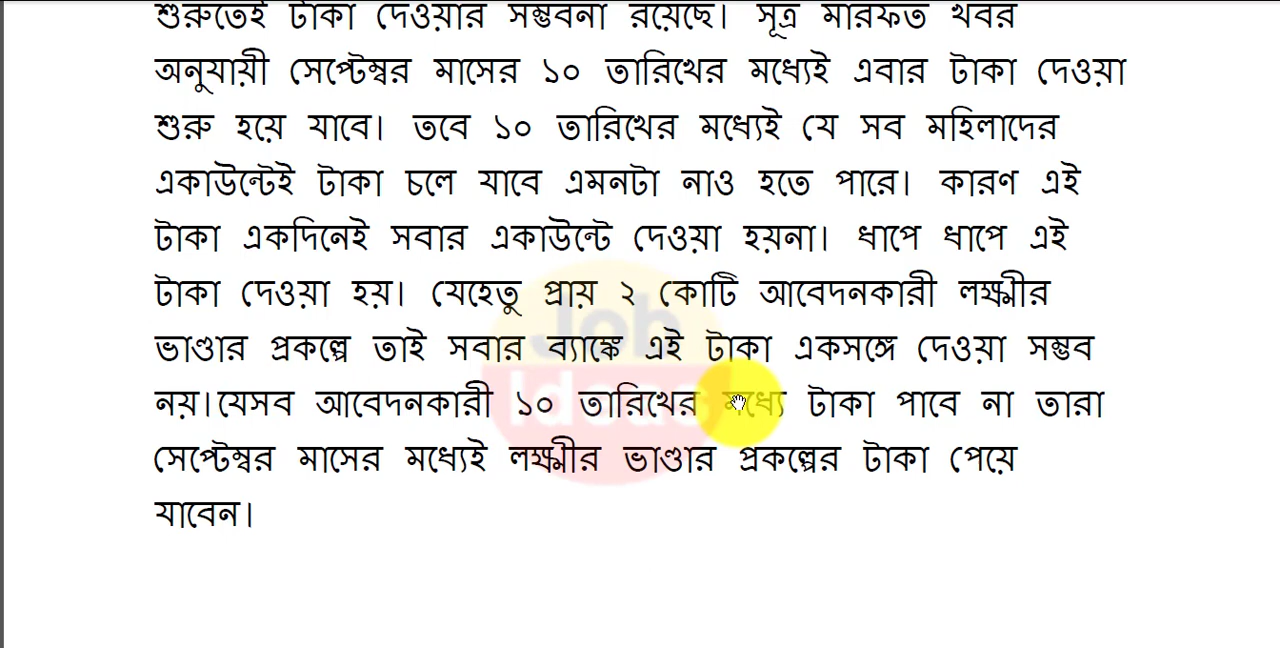 শুরুতেই টাকা দেওয়ার সম্ভবনা রয়েছে। সূত্র মারফত খবর
অনুযায়ী সেপ্টেম্বর মাসের ১০ তারিখের মধ্যেই এবার টাকা দেওয়া
শুরু হয়ে যাবে। তবে ১০ তারিখের মধ্যেই যে সব মহিলাদের
একাউন্টেই টাকা চলে যাবে এমনটা নাও হতে পারে। কারণ এই
টাকা একদিনেই সবার একাউন্টে দেওয়া হয়না। ধাপে ধাপে এই
টাকা দেওয়া হয়। যেহেতু প্রায় ২ কোটি আবেদনকারী লক্ষ্মীর
Job
ভাণ্ডার প্রকল্পে তাই সবার ব্যাঙ্কে এই টাকা একসঙ্গে দেওয়া সম্ভব
নয়।যেসব আবেদনকারী ১০ তারিখের মধ্যে টাকা পাবে না তারা
Ideas
সেপ্টেম্বর মাসের মধ্যেই লক্ষ্মীর ভাণ্ডার প্রকল্পের টাকা পেয়ে
যাবেন।